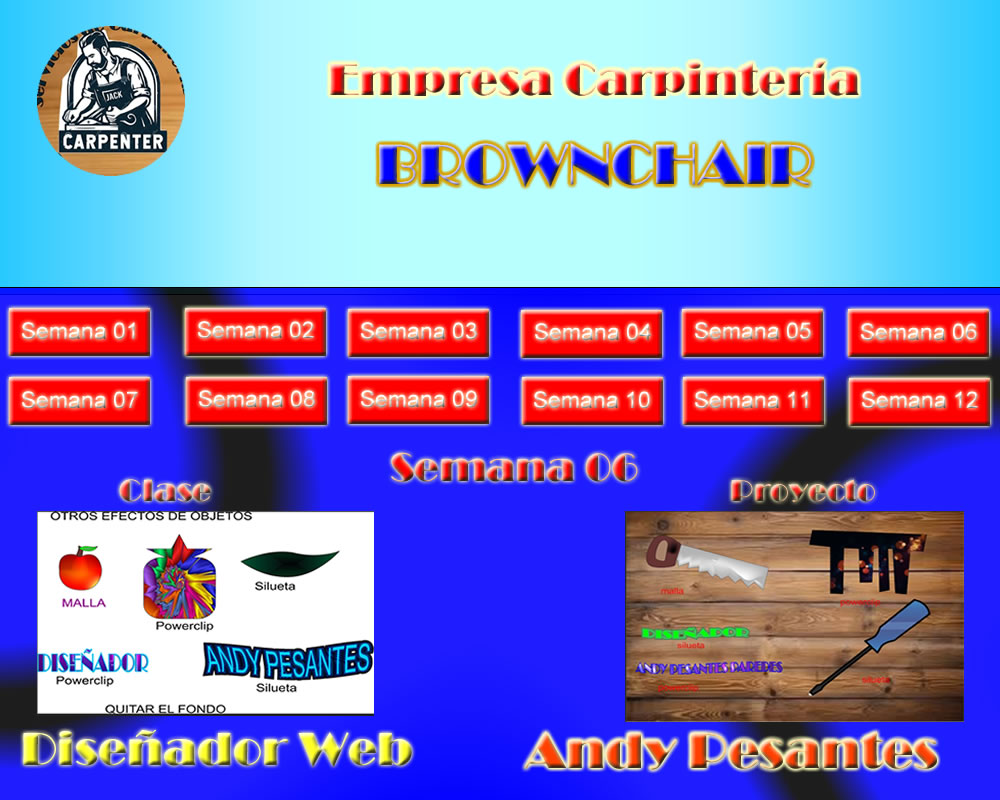 Servicios de Carpintería
JACK
CARPENTER
Empresa Carpintería
BROWNCHAIR
Semana 01 Semana 02 Semana 03 Semana 04 Semana 05 Semana 06
Semana 07 Semana 08 Semana 09 Semana 10 Semana 11 Semana 12
Semana 06
Clase
Proyecto
OTROS EFECTOS DE OBJETOS
MALLA
Powerclip
Silueta
DISEÑADOR
Powerclip
ANDY PESANTES
Silueta
QUITAR EL FONDO
malla
powerclip
DISEÑADOR
silueta
ANDY PESANTES PAREDES
silueta
Diseñador Web
Andy Pesantes